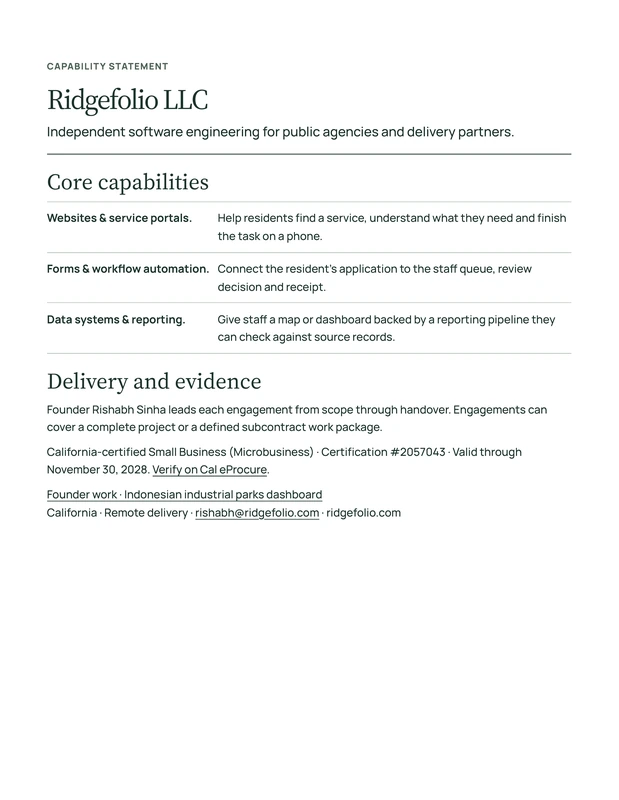 CAPABILITY STATEMENT
Ridgefolio LLC
Independent software engineering for public agencies and delivery partners.
Core capabilities
Websites & service portals. Help residents find a service, understand what they need and finish
the task on a phone.
Forms & workflow automation. Connect the resident's application to the staff queue, review
decision and receipt.
Data systems & reporting. Give staff a map or dashboard backed by a reporting pipeline they
can check against source records.
Delivery and evidence
Founder Rishabh Sinha leads each engagement from scope through handover. Engagements can
cover a complete project or a defined subcontract work package.
California-certified Small Business (Microbusiness) · Certification #2057043 · Valid through
November 30, 2028. Verify on Cal eProcure.
Founder work · Indonesian industrial parks dashboard
California · Remote delivery · rishabh@ridgefolio.com · ridgefolio.com